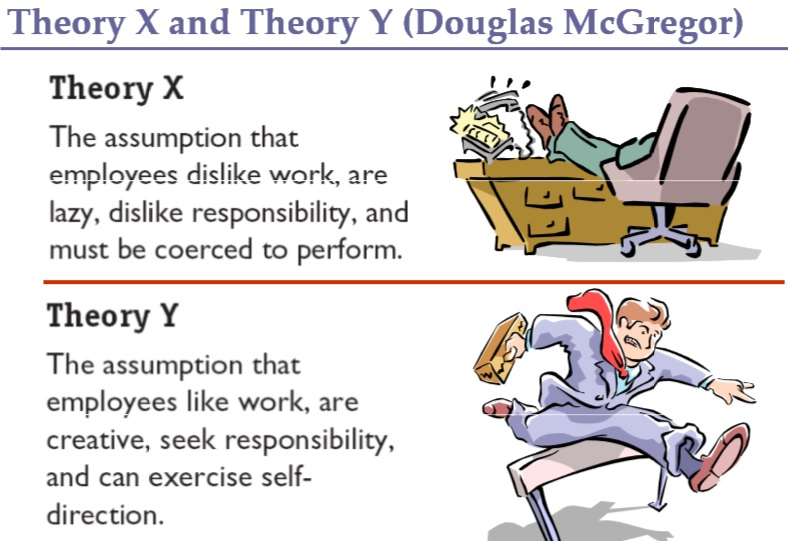 Theory X and Theory Y (Douglas McGregor)
Theory X
The assumption that
employees dislike work, are
lazy, dislike responsibility, and
must be coerced to perform.
Theory Y
The assumption that
employees like work, are
creative, seek responsibility,
and can exercise self-
direction.